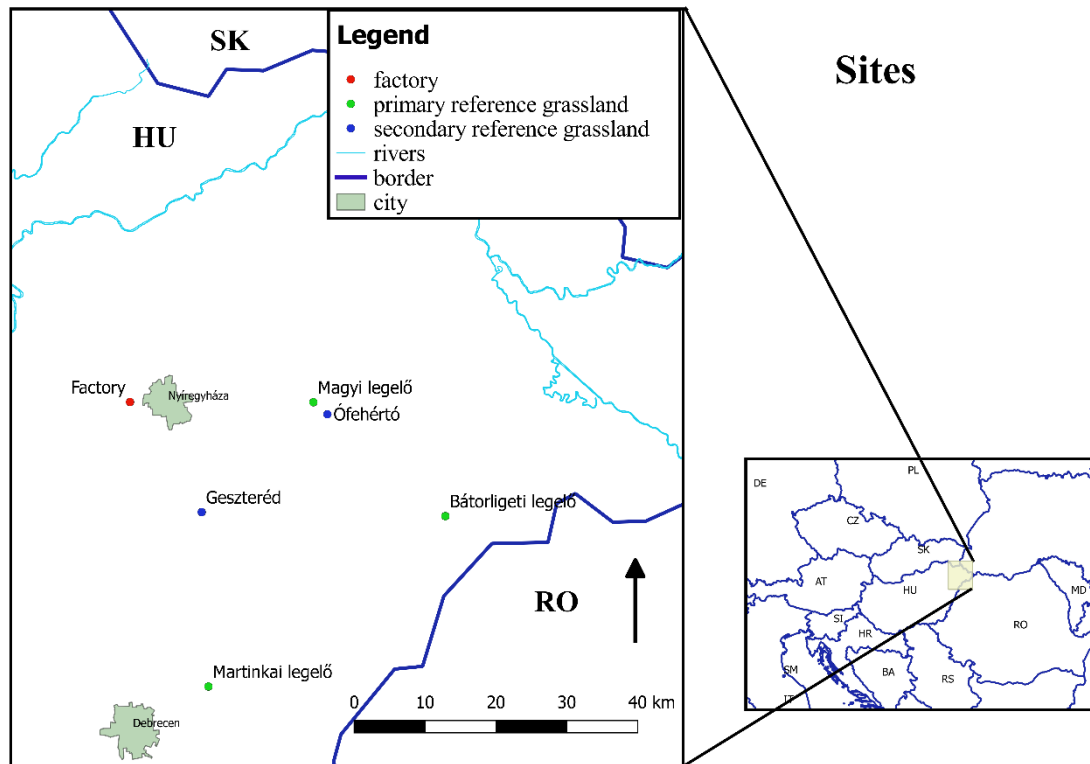 SK
Legend
factory
primary reference grassland
secondary reference grassland
rivers
border
city
Sites
HU
Factory
Nyíregyháza
Magyi legelő
Ófehértó
Geszteréd
Bátorligeti legelő
RO
Martinkai legelő
Debrecen
0 10 20 30 40 km
DE
PL
CZ
SK
AT
HU
MD
SI
HR
RO
SM
BA
RS
IT